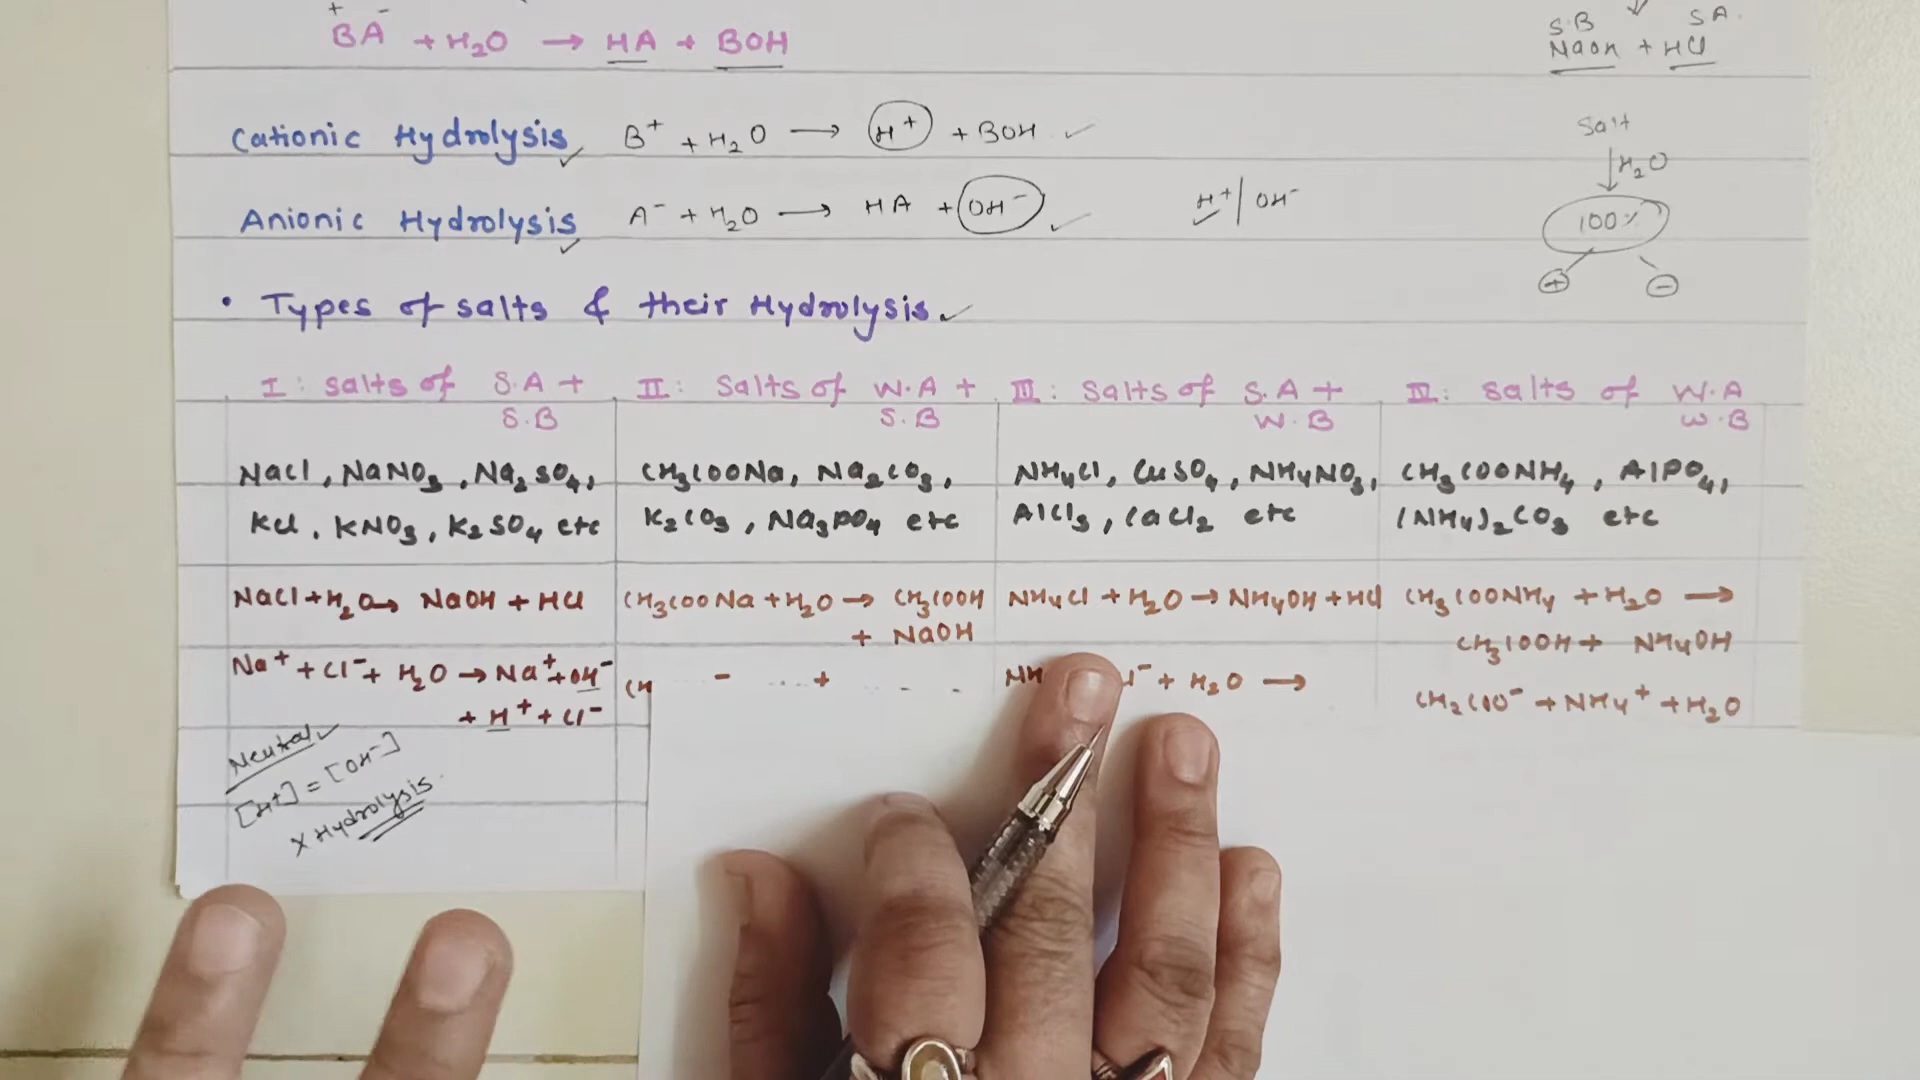 + -
BA + H2O → HA + BOH
S.B S.A.
NaOH + HCl
Cationic Hydrolysis B+ + H2O → H+ + BOH
Anionic Hydrolysis A- + H2O → HA + OH-
H+ | OH-
Salt
H2O
100%
+ -
• Types of salts & their Hydrolysis.
I: salts of S.A + S.B
NaCl, NaNO3, Na2SO4,
KCl, KNO3, K2SO4 etc
NaCl + H2O → NaOH + HCl
Na+ + Cl- + H2O → Na+ + OH-
+ H+ + Cl-
Neutral
[H+] = [OH-]
X Hydrolysis.
II: Salts of W.A + S.B
CH3COONa, Na2CO3,
K2CO3, Na3PO4 etc
CH3COONa + H2O → CH3COOH
+ NaOH
III: Salts of S.A + W.B
NH4Cl, CuSO4, NH4NO3,
AlCl3, CaCl2 etc
NH4Cl + H2O → NH4OH + HCl
+ H2O →
IV: salts of W.A W.B
CH3COONH4, AlPO4,
(NH4)2CO3 etc
CH3COONH4 + H2O →
CH3COOH + NH4OH
CH2COO- + NH4+ + H2O